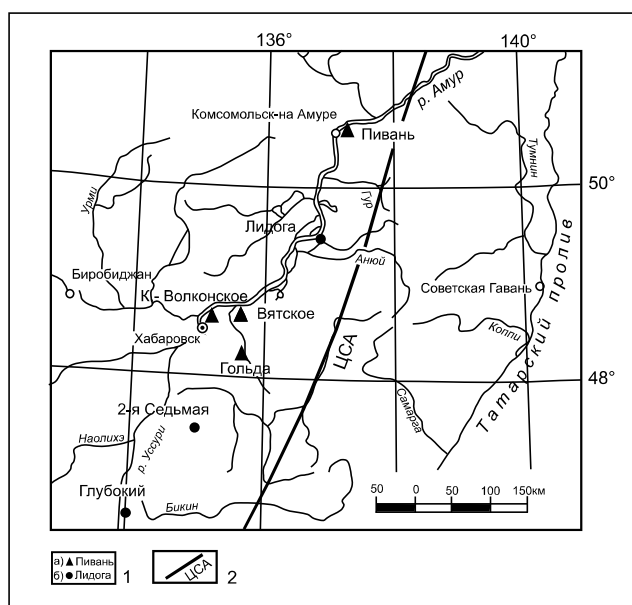 136° 140°
р. Амур
Комсомольск-на Амуре
Пивань
Тумнин
50°
Урми
Гур
Лидога
Анюй
Биробиджан
Советская Гавань
К - Волконское
Вятское
Татарский пролив
Коппи
Хабаровск
ЦСА
Гольда
48°
2-я Седьмая
Самарга
Наолихэ
р. Уссури
Глубокий
Бикин
50 0 50 100 150км
а) Пивань
б) Лидога
1
ЦСА
2